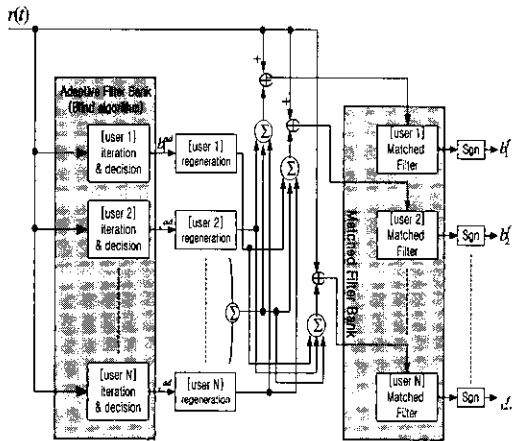 r(t)
Adaptive Filter Bank
(Blind algorithm)
[user 1]
iteration
& decision
[user 1]
regeneration
[user 2]
iteration
& decision
[user 2]
regeneration
[user N]
iteration
& decision
[user N]
regeneration
+
+
Σ
Σ
Σ
Σ
Matched Filter Bank
[user 1]
Matched
Filter
Sgn
b₁ᶠ
[user 2]
Matched
Filter
Sgn
b₂ᶠ
[user N]
Matched
Filter
Sgn